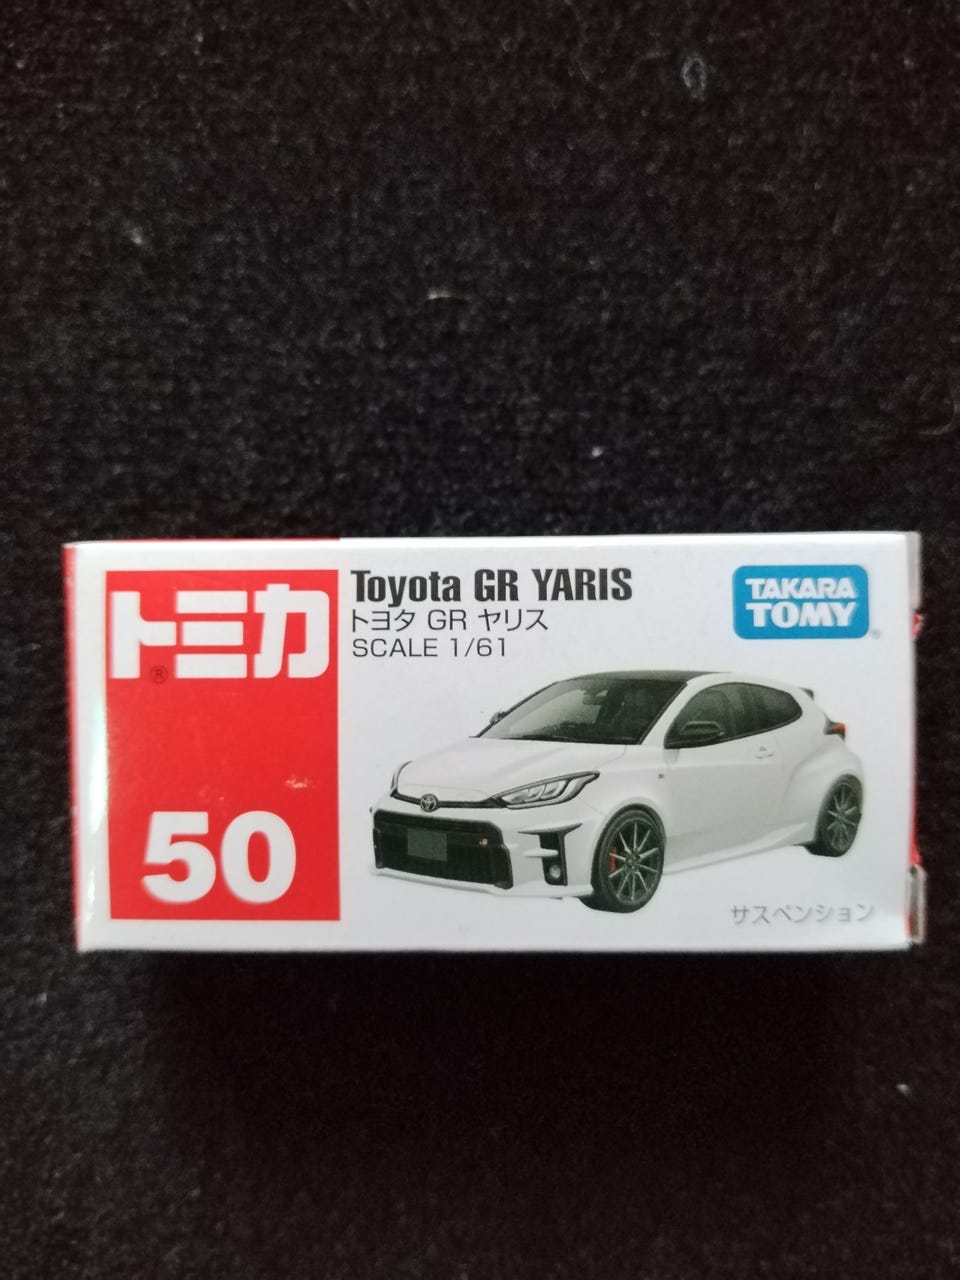 トミカ
®
50
Toyota GR YARIS
トヨタ GR ヤリス
SCALE 1/61
TAKARA
TOMY
®
サスペンション